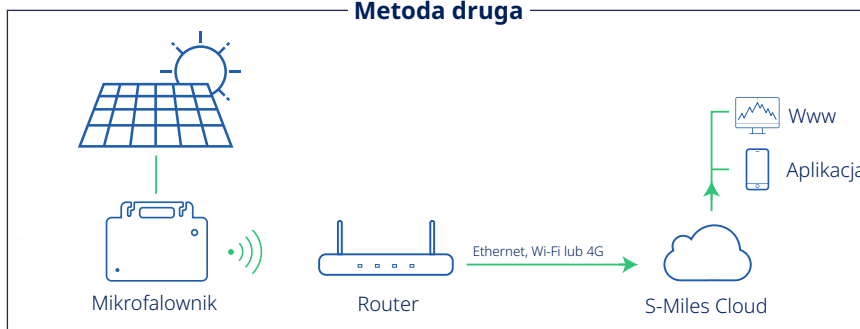 Metoda druga
Www
Aplikacja
Ethernet, Wi-Fi lub 4G
Mikrofalownik
Router
S-Miles Cloud